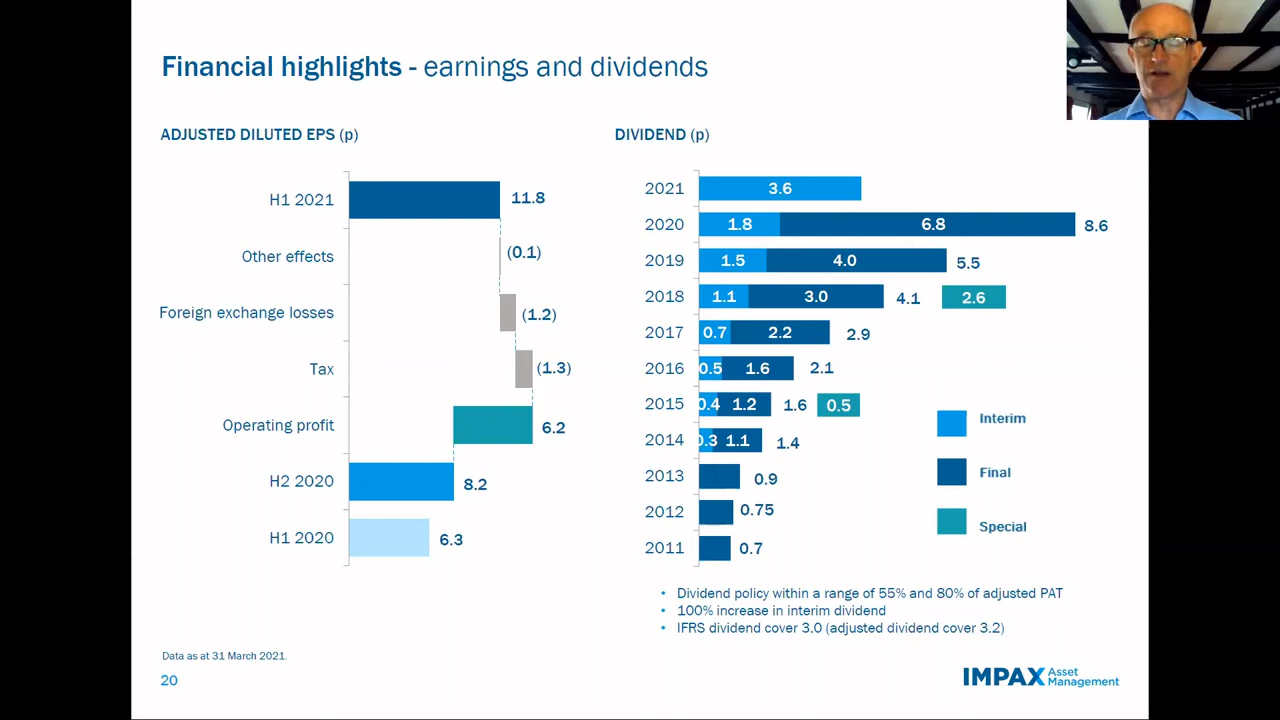 Financial highlights - earnings and dividends
ADJUSTED DILUTED EPS (p)
H1 2021 11.8
Other effects (0.1)
Foreign exchange losses (1.2)
Tax (1.3)
Operating profit 6.2
H2 2020 8.2
H1 2020 6.3
DIVIDEND (p)
2021 3.6
2020 1.8 6.8 8.6
2019 1.5 4.0 5.5
2018 1.1 3.0 4.1 2.6
2017 0.7 2.2 2.9
2016 0.5 1.6 2.1
2015 0.4 1.2 1.6 0.5
2014 0.3 1.1 1.4
2013 0.9
2012 0.75
2011 0.7
Interim
Final
Special
• Dividend policy within a range of 55% and 80% of adjusted PAT
• 100% increase in interim dividend
• IFRS dividend cover 3.0 (adjusted dividend cover 3.2)
Data as at 31 March 2021.
20
IMPAX Asset Management